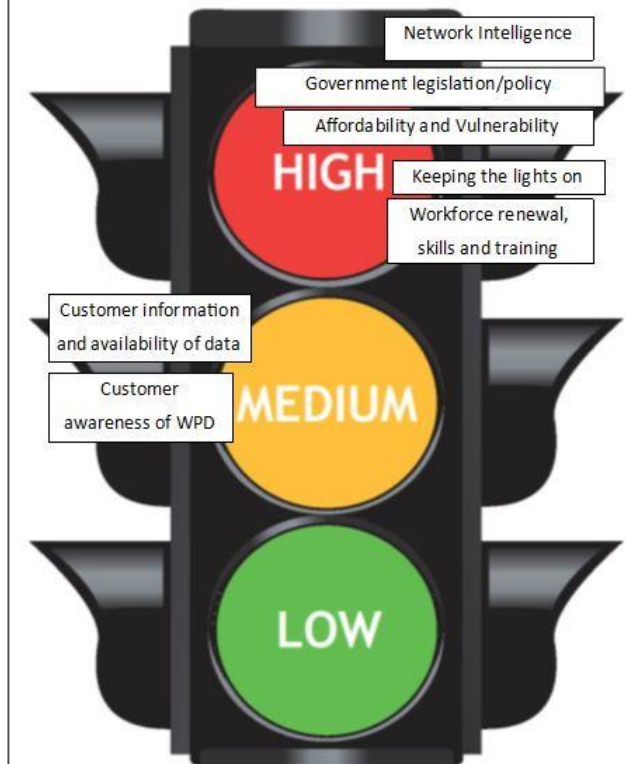 Network Intelligence
Government legislation/policy
Affordability and Vulnerability
HIGH
Keeping the lights on
Workforce renewal,
skills and training
Customer information
and availability of data
Customer
awareness of WPD
MEDIUM
LOW